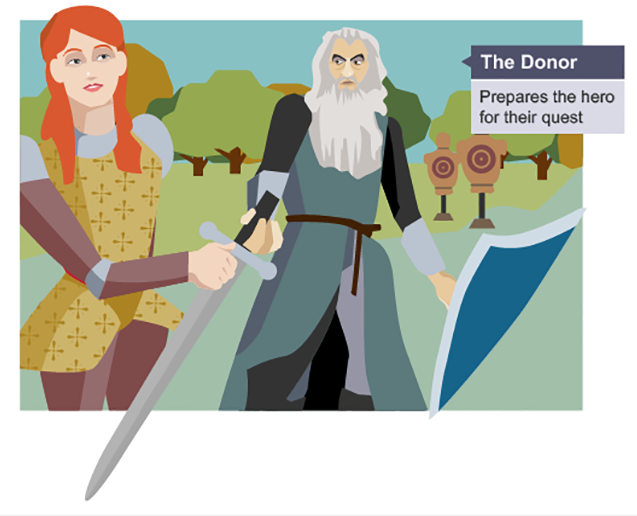 The Donor
Prepares the hero
for their quest